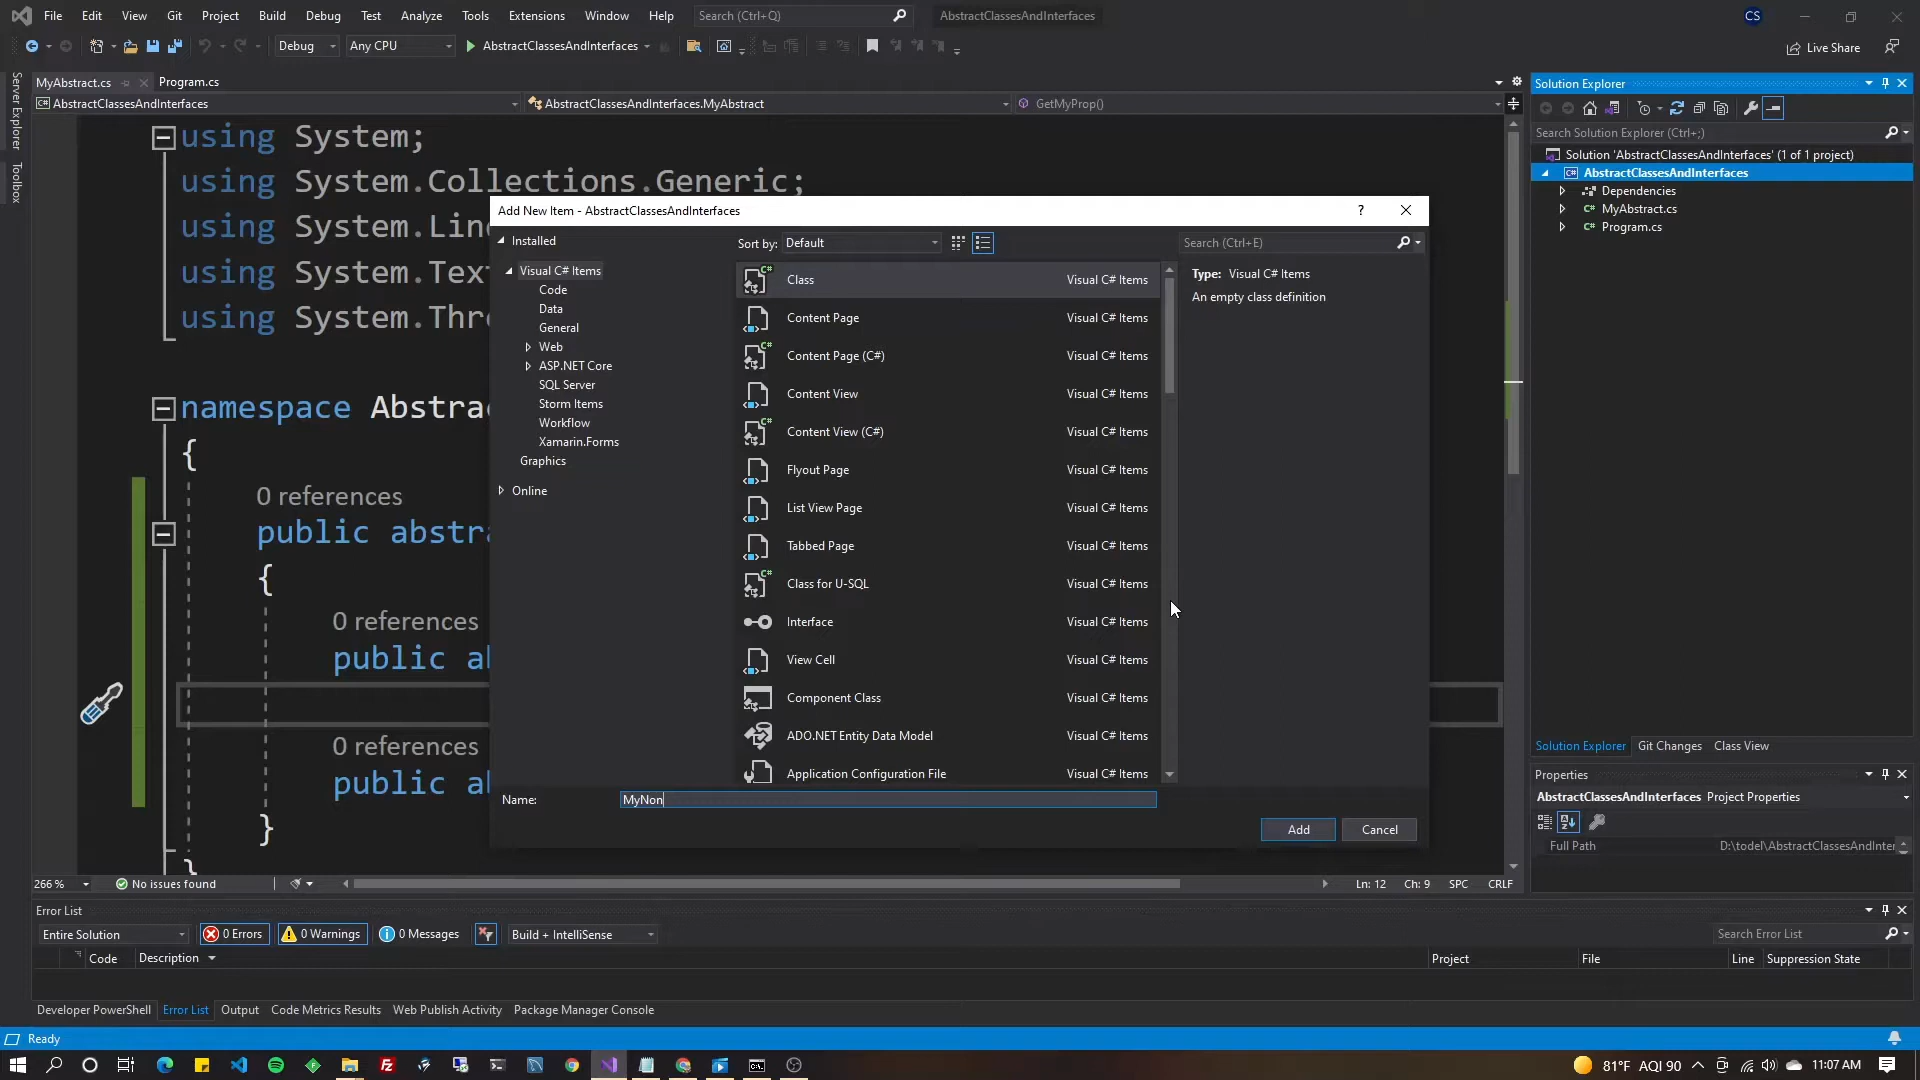 File Edit View Git Project Build Debug Test Analyze Tools Extensions Window Help Search (Ctrl+Q) AbstractClassesAndInterfaces CS
Debug Any CPU AbstractClassesAndInterfaces Live Share
Server Explorer
Toolbox
MyAbstract.cs Program.cs
AbstractClassesAndInterfaces AbstractClassesAndInterfaces.MyAbstract GetMyProp()
using System;
using System.Collections.Generic;
using System.Lin
using System.Tex
using System.Thr
namespace Abstra
{
0 references
public abstr
{
0 references
public a
0 references
public a
}
}
Add New Item - AbstractClassesAndInterfaces ?
Installed
Visual C# Items
Code
Data
General
Web
ASP.NET Core
SQL Server
Storm Items
Workflow
Xamarin.Forms
Graphics
Online
Sort by: Default
Search (Ctrl+E)
Class Visual C# Items
Content Page Visual C# Items
Content Page (C#) Visual C# Items
Content View Visual C# Items
Content View (C#) Visual C# Items
Flyout Page Visual C# Items
List View Page Visual C# Items
Tabbed Page Visual C# Items
Class for U-SQL Visual C# Items
Interface Visual C# Items
View Cell Visual C# Items
Component Class Visual C# Items
ADO.NET Entity Data Model Visual C# Items
Application Configuration File Visual C# Items
Type: Visual C# Items
An empty class definition
Name: MyNon
Add Cancel
Solution Explorer
Search Solution Explorer (Ctrl+;)
Solution 'AbstractClassesAndInterfaces' (1 of 1 project)
AbstractClassesAndInterfaces
Dependencies
C# MyAbstract.cs
C# Program.cs
Solution Explorer Git Changes Class View
Properties
AbstractClassesAndInterfaces Project Properties
Full Path D:\todel\AbstractClassesAndInter
266 % No issues found Ln: 12 Ch: 9 SPC CRLF
Error List
Entire Solution 0 Errors 0 Warnings 0 Messages Build + IntelliSense Search Error List
Code Description Project File Line Suppression State
Developer PowerShell Error List Output Code Metrics Results Web Publish Activity Package Manager Console
Ready
81°F AQI 90 11:07 AM